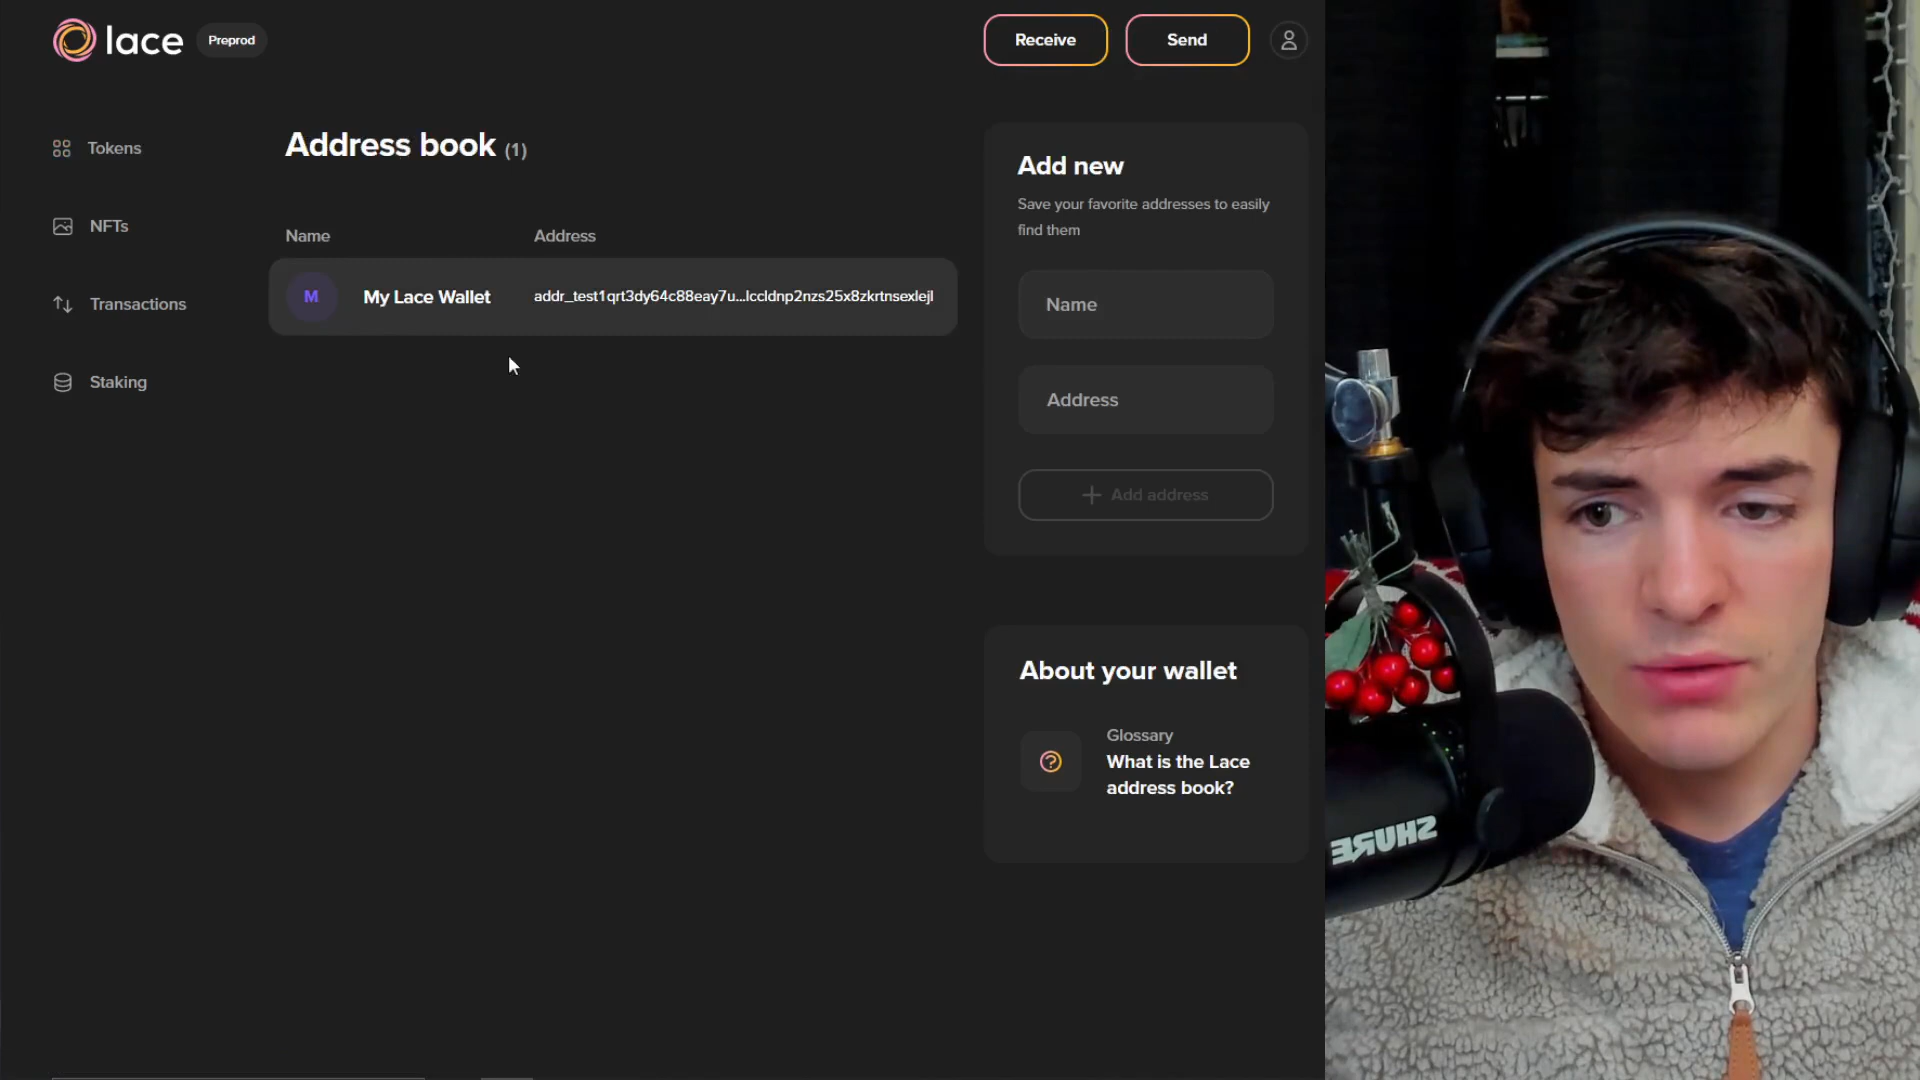 lace
Preprod
Receive
Send
Tokens
NFTs
Transactions
Staking
Address book (1)
Name
Address
M
My Lace Wallet
addr_test1qrt3dy64c88eay7u...lccldnp2nzs25x8zkrtnsexlejl
Add new
Save your favorite addresses to easily
find them
Name
Address
+ Add address
About your wallet
?
Glossary
What is the Lace
address book?
SHURE